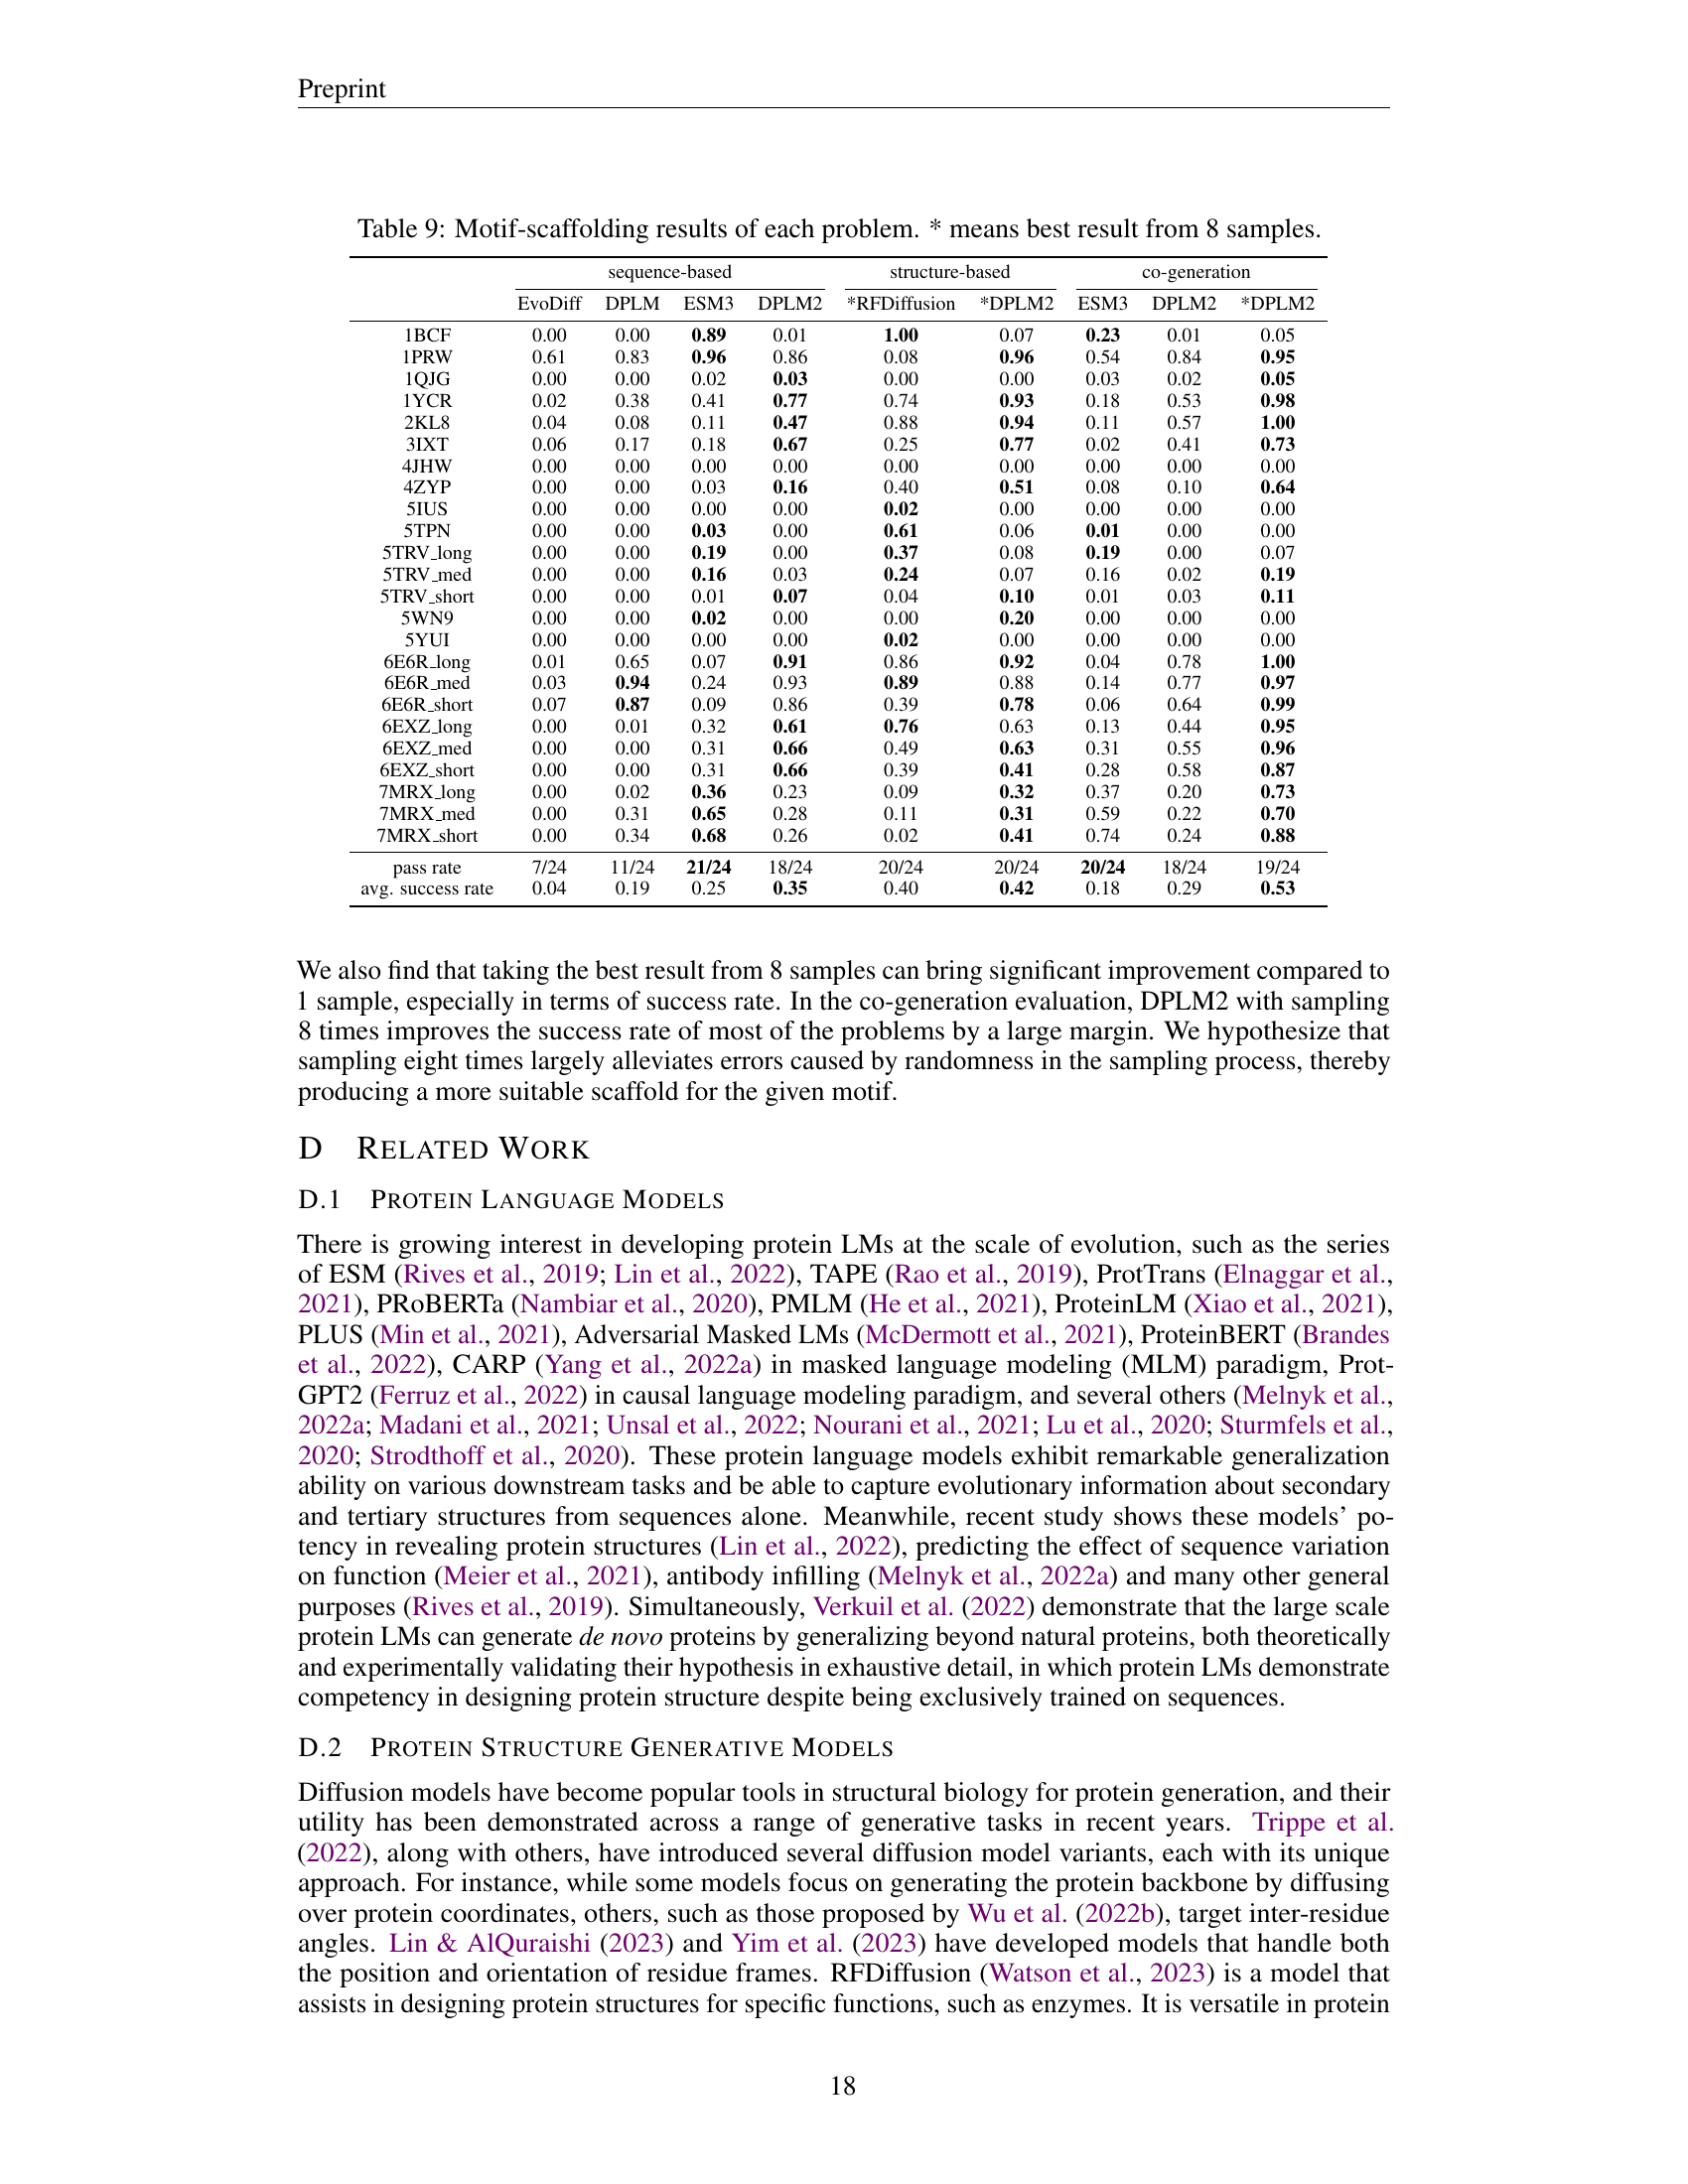 Preprint
Table 9: Motif-scaffolding results of each problem. * means best result from 8 samples.
sequence-based structure-based co-generation
EvoDiff DPLM ESM3 DPLM2 *RFDiffusion *DPLM2 ESM3 DPLM2 *DPLM2
1BCF 0.00 0.00 0.89 0.01 1.00 0.07 0.23 0.01 0.05
1PRW 0.61 0.83 0.96 0.86 0.08 0.96 0.54 0.84 0.95
1QJG 0.00 0.00 0.02 0.03 0.00 0.00 0.03 0.02 0.05
1YCR 0.02 0.38 0.41 0.77 0.74 0.93 0.18 0.53 0.98
2KL8 0.04 0.08 0.11 0.47 0.88 0.94 0.11 0.57 1.00
3IXT 0.06 0.17 0.18 0.67 0.25 0.77 0.02 0.41 0.73
4JHW 0.00 0.00 0.00 0.00 0.00 0.00 0.00 0.00 0.00
4ZYP 0.00 0.00 0.03 0.16 0.40 0.51 0.08 0.10 0.64
5IUS 0.00 0.00 0.00 0.00 0.02 0.00 0.00 0.00 0.00
5TPN 0.00 0.00 0.03 0.00 0.61 0.06 0.01 0.00 0.00
5TRV_long 0.00 0.00 0.19 0.00 0.37 0.08 0.19 0.00 0.07
5TRV_med 0.00 0.00 0.16 0.03 0.24 0.07 0.16 0.02 0.19
5TRV_short 0.00 0.00 0.01 0.07 0.04 0.10 0.01 0.03 0.11
5WN9 0.00 0.00 0.02 0.00 0.00 0.20 0.00 0.00 0.00
5YUI 0.00 0.00 0.00 0.00 0.02 0.00 0.00 0.00 0.00
6E6R_long 0.01 0.65 0.07 0.91 0.86 0.92 0.04 0.78 1.00
6E6R_med 0.03 0.94 0.24 0.93 0.89 0.88 0.14 0.77 0.97
6E6R_short 0.07 0.87 0.09 0.86 0.39 0.78 0.06 0.64 0.99
6EXZ_long 0.00 0.01 0.32 0.61 0.76 0.63 0.13 0.44 0.95
6EXZ_med 0.00 0.00 0.31 0.66 0.49 0.63 0.31 0.55 0.96
6EXZ_short 0.00 0.00 0.31 0.66 0.39 0.41 0.28 0.58 0.87
7MRX_long 0.00 0.02 0.36 0.23 0.09 0.32 0.37 0.20 0.73
7MRX_med 0.00 0.31 0.65 0.28 0.11 0.31 0.59 0.22 0.70
7MRX_short 0.00 0.34 0.68 0.26 0.02 0.41 0.74 0.24 0.88
pass rate 7/24 11/24 21/24 18/24 20/24 20/24 20/24 18/24 19/24
avg. success rate 0.04 0.19 0.25 0.35 0.40 0.42 0.18 0.29 0.53
We also find that taking the best result from 8 samples can bring significant improvement compared to
1 sample, especially in terms of success rate. In the co-generation evaluation, DPLM2 with sampling
8 times improves the success rate of most of the problems by a large margin. We hypothesize that
sampling eight times largely alleviates errors caused by randomness in the sampling process, thereby
producing a more suitable scaffold for the given motif.
D RELATED WORK
D.1 PROTEIN LANGUAGE MODELS
There is growing interest in developing protein LMs at the scale of evolution, such as the series
of ESM (Rives et al., 2019; Lin et al., 2022), TAPE (Rao et al., 2019), ProtTrans (Elnaggar et al.,
2021), PRoBERTa (Nambiar et al., 2020), PMLM (He et al., 2021), ProteinLM (Xiao et al., 2021),
PLUS (Min et al., 2021), Adversarial Masked LMs (McDermott et al., 2021), ProteinBERT (Brandes
et al., 2022), CARP (Yang et al., 2022a) in masked language modeling (MLM) paradigm, Prot-
GPT2 (Ferruz et al., 2022) in causal language modeling paradigm, and several others (Melnyk et al.,
2022a; Madani et al., 2021; Unsal et al., 2022; Nourani et al., 2021; Lu et al., 2020; Sturmfels et al.,
2020; Strodthoff et al., 2020). These protein language models exhibit remarkable generalization
ability on various downstream tasks and be able to capture evolutionary information about secondary
and tertiary structures from sequences alone. Meanwhile, recent study shows these models' po-
tency in revealing protein structures (Lin et al., 2022), predicting the effect of sequence variation
on function (Meier et al., 2021), antibody infilling (Melnyk et al., 2022a) and many other general
purposes (Rives et al., 2019). Simultaneously, Verkuil et al. (2022) demonstrate that the large scale
protein LMs can generate de novo proteins by generalizing beyond natural proteins, both theoretically
and experimentally validating their hypothesis in exhaustive detail, in which protein LMs demonstrate
competency in designing protein structure despite being exclusively trained on sequences.
D.2 PROTEIN STRUCTURE GENERATIVE MODELS
Diffusion models have become popular tools in structural biology for protein generation, and their
utility has been demonstrated across a range of generative tasks in recent years. Trippe et al.
(2022), along with others, have introduced several diffusion model variants, each with its unique
approach. For instance, while some models focus on generating the protein backbone by diffusing
over protein coordinates, others, such as those proposed by Wu et al. (2022b), target inter-residue
angles. Lin & AlQuraishi (2023) and Yim et al. (2023) have developed models that handle both
the position and orientation of residue frames. RFDiffusion (Watson et al., 2023) is a model that
assists in designing protein structures for specific functions, such as enzymes. It is versatile in protein
18